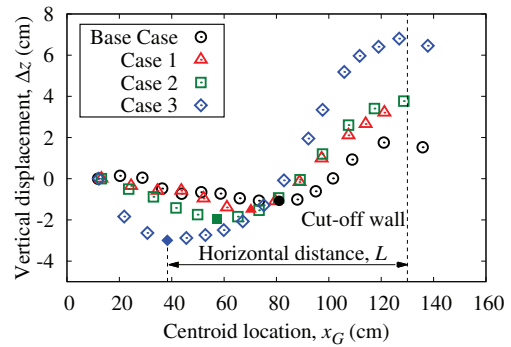 8
6
4
2
0
−2
−4
Vertical displacement, Δz (cm)
Base Case
Case 1
Case 2
Case 3
Cut-off wall
Horizontal distance, L
0 20 40 60 80 100 120 140 160
Centroid location, x_G (cm)